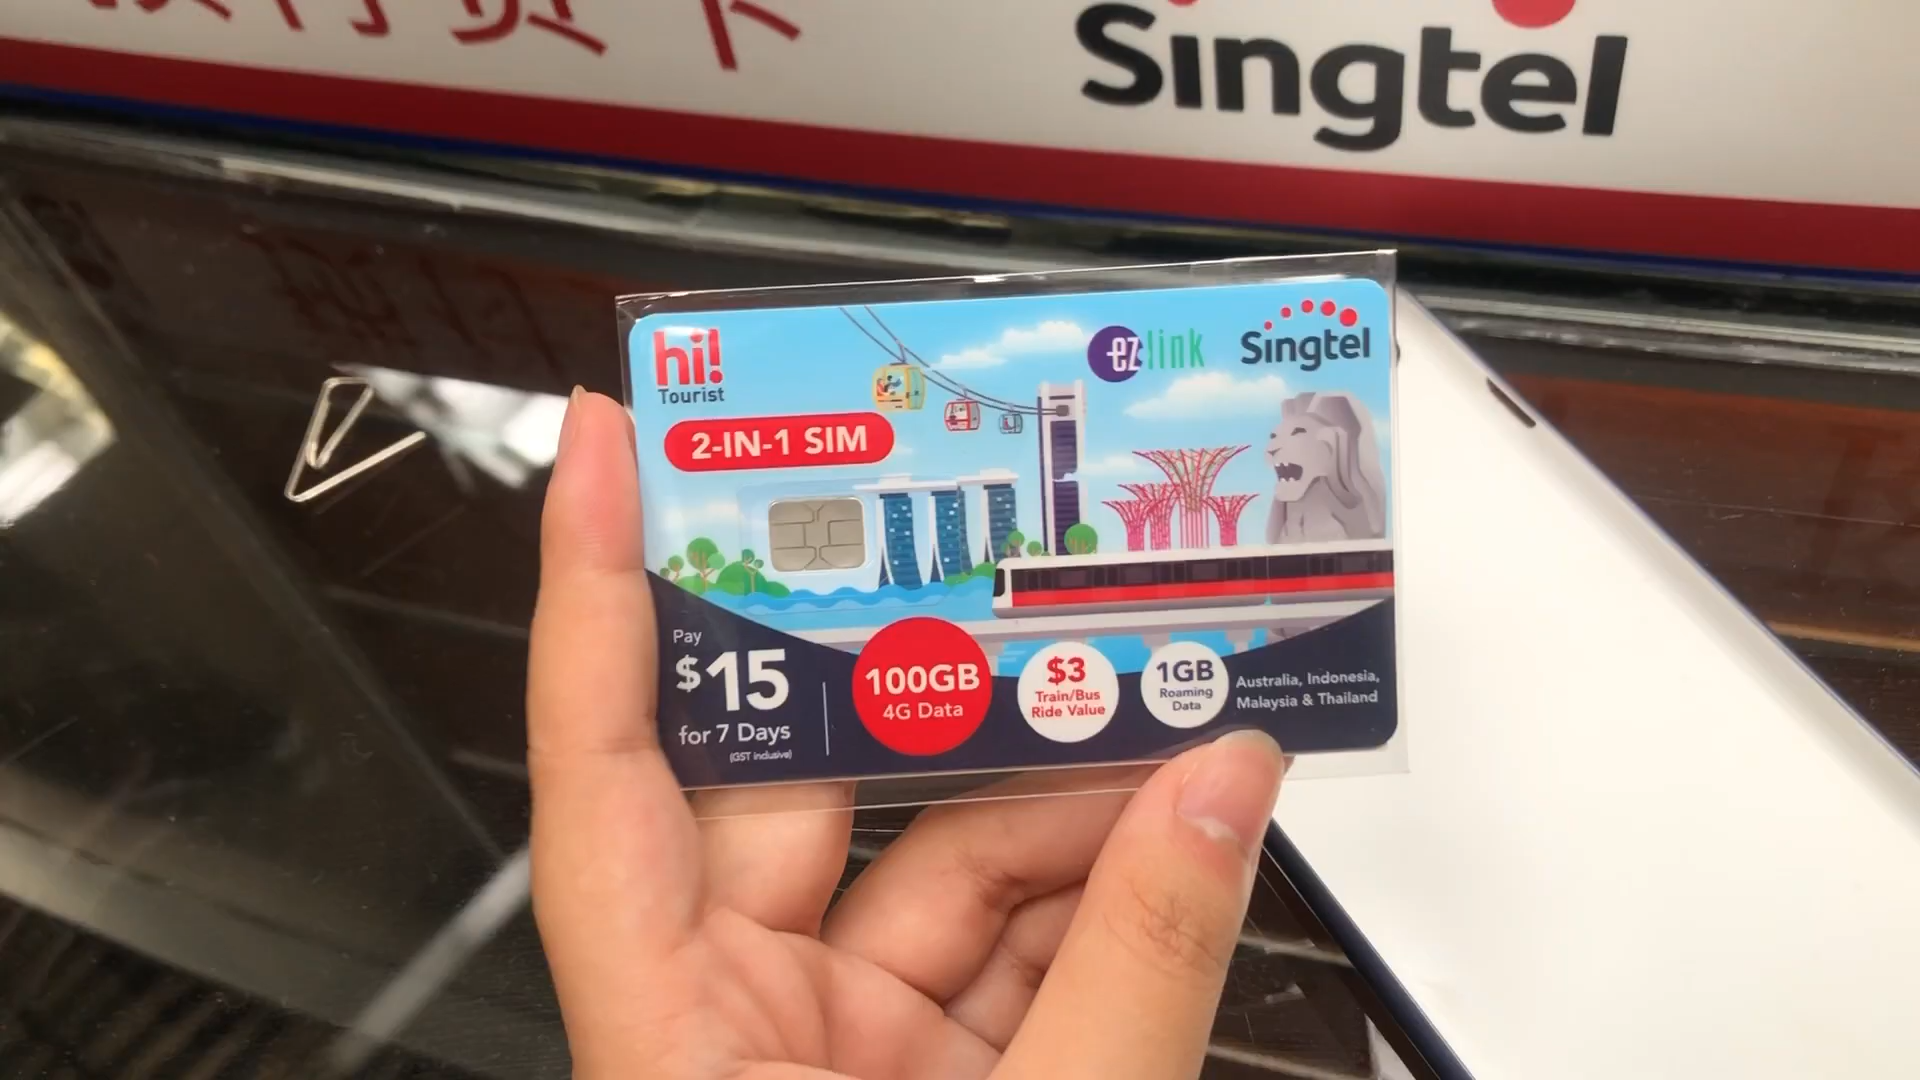 Singtel
hi!
Tourist
ez-link
Singtel
2-IN-1 SIM
Pay
$15
for 7 Days
(GST inclusive)
100GB
4G Data
$3
Train/Bus
Ride Value
1GB
Roaming
Data
Australia, Indonesia,
Malaysia & Thailand